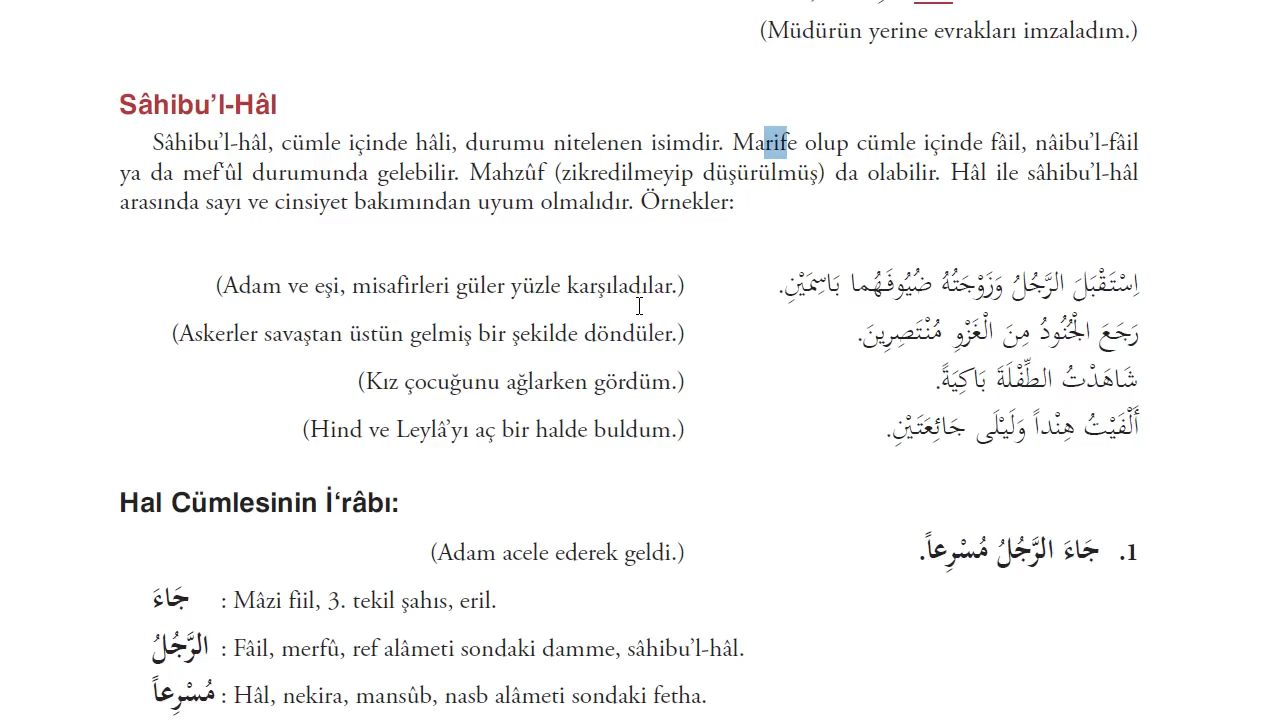 (Müdürün yerine evrakları imzaladım.)
Sâhibu’l-Hâl
Sâhibu’l-hâl, cümle içinde hâli, durumu nitelenen isimdir. Marife olup cümle içinde fâil, nâibu’l-fâil
ya da mef‘ûl durumunda gelebilir. Mahzûf (zikredilmeyip düşürülmüş) da olabilir. Hâl ile sâhibu’l-hâl
arasında sayı ve cinsiyet bakımından uyum olmalıdır. Örnekler:
اِسْتَقْبَلَ الرَّجُلُ وَزَوْجَتُهُ ضُيُوفَهُما بَاسِمَيْنِ. (Adam ve eşi, misafirleri güler yüzle karşıladılar.)
رَجَعَ الْجُنُودُ مِنَ الْغَزْوِ مُنْتَصِرِينَ. (Askerler savaştan üstün gelmiş bir şekilde döndüler.)
شَاهَدْتُ الطِّفْلَةَ بَاكِيَةً. (Kız çocuğunu ağlarken gördüm.)
أَلْفَيْتُ هِنْداً وَلَيْلَى جَائِعَتَيْنِ. (Hind ve Leylâ’yı aç bir halde buldum.)
Hal Cümlesinin İ‘râbı:
1. جَاءَ الرَّجُلُ مُسْرِعاً. (Adam acele ederek geldi.)
جَاءَ : Mâzi fiil, 3. tekil şahıs, eril.
الرَّجُلُ : Fâil, merfû, ref alâmeti sondaki damme, sâhibu’l-hâl.
مُسْرِعاً : Hâl, nekira, mansûb, nasb alâmeti sondaki fetha.